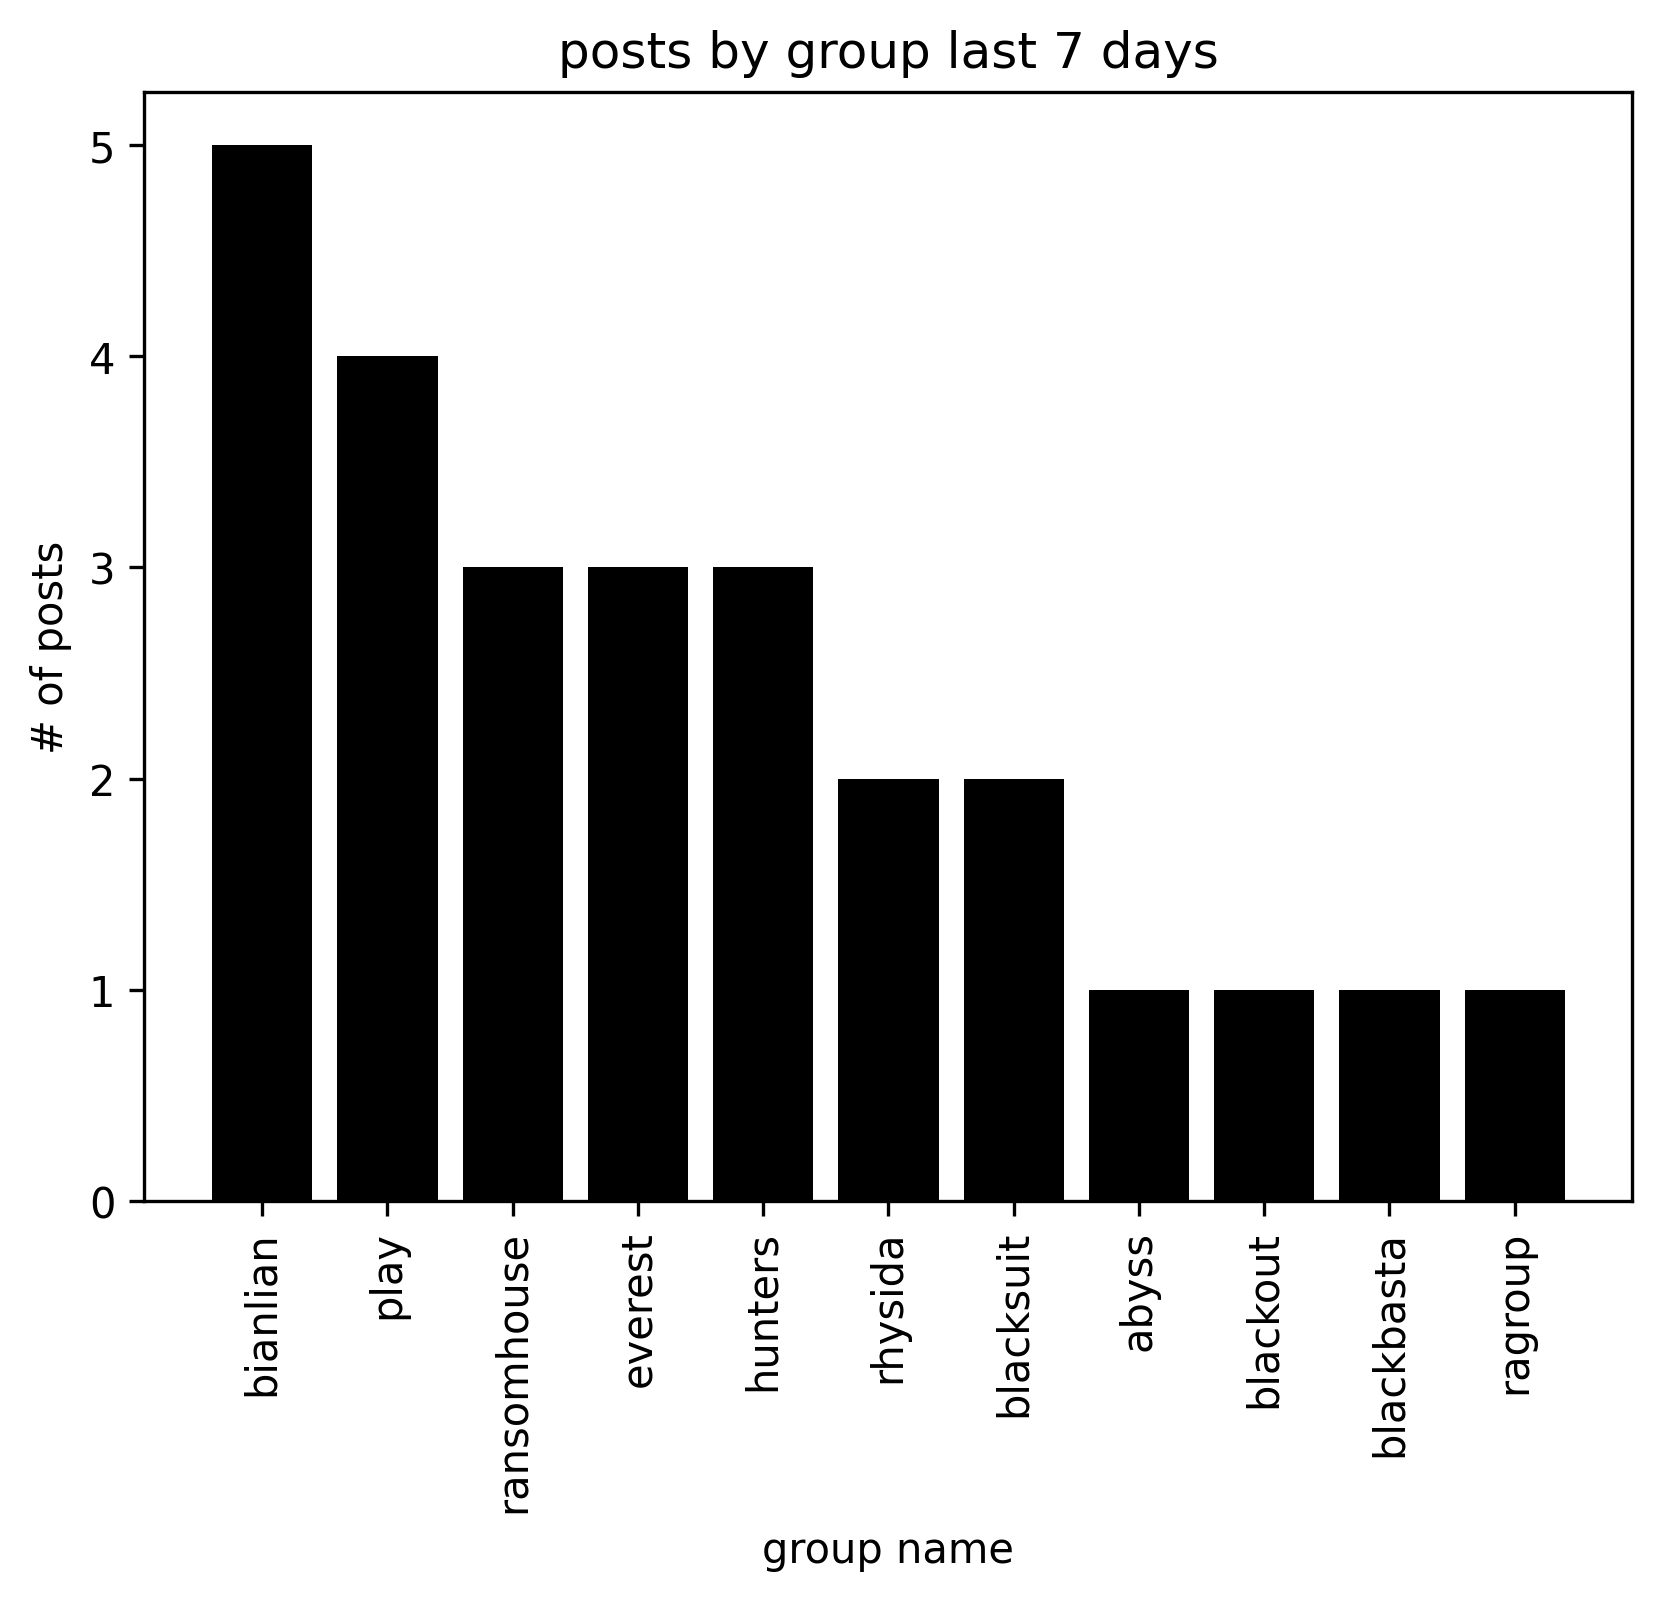 posts by group last 7 days
5
4
3
2
1
0
# of posts
bianlian
play
ransomhouse
everest
hunters
rhysida
blacksuit
abyss
blackout
blackbasta
ragroup
group name